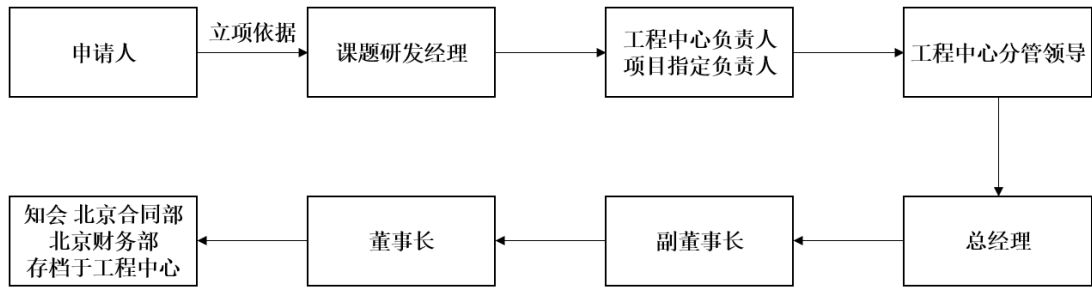 申请人
立项依据
课题研发经理
工程中心负责人
项目指定负责人
工程中心分管领导
总经理
副董事长
董事长
知会 北京合同部
北京财务部
存档于工程中心